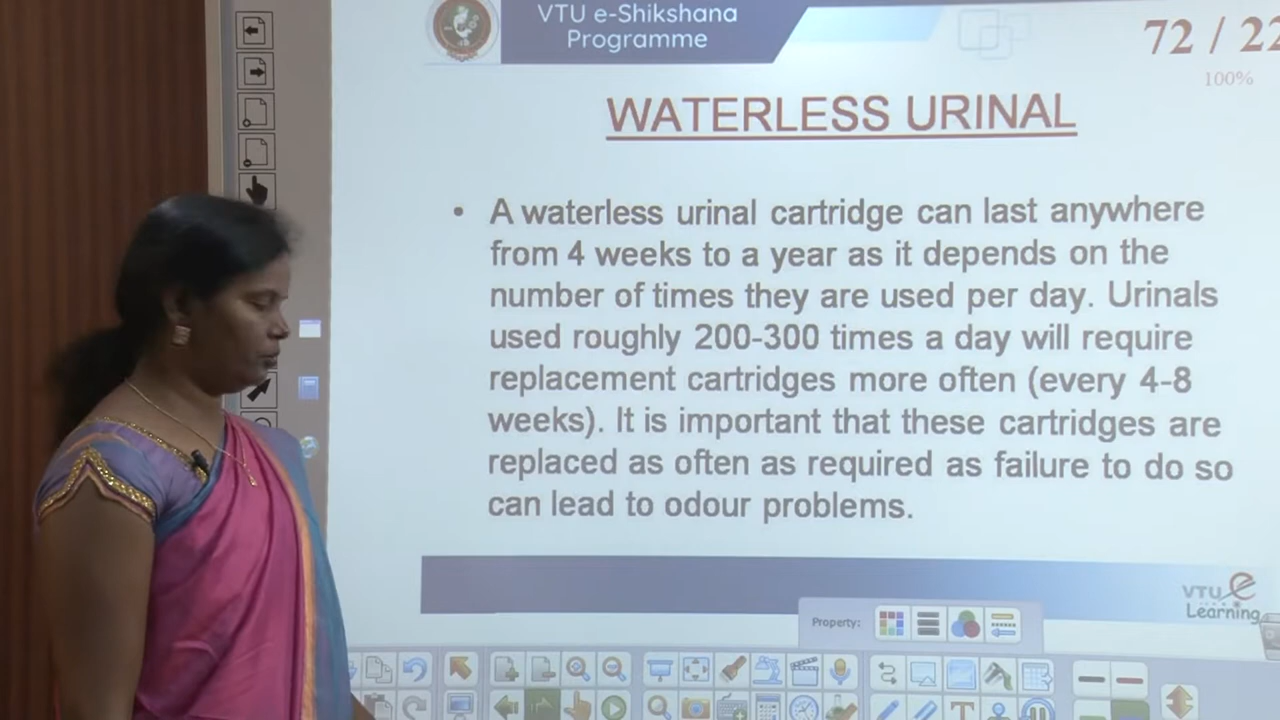 VTU e-Shikshana
Programme
72 / 22
100%
WATERLESS URINAL
• A waterless urinal cartridge can last anywhere
from 4 weeks to a year as it depends on the
number of times they are used per day. Urinals
used roughly 200-300 times a day will require
replacement cartridges more often (every 4-8
weeks). It is important that these cartridges are
replaced as often as required as failure to do so
can lead to odour problems.
VTU e
Learning
Property: